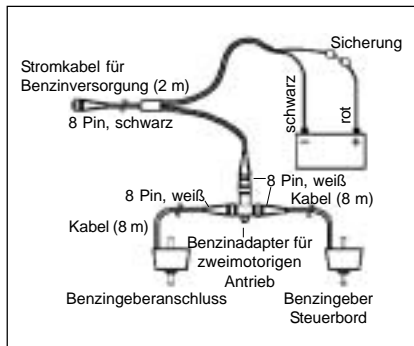 Sicherung
Stromkabel für
Benzinversorgung (2 m)
schwarz
rot
8 Pin, schwarz
8 Pin, weiß
8 Pin, weiß
Kabel (8 m)
Kabel (8 m)
Benzinadapter für
zweimotorigen
Antrieb
Benzingeberanschluss
Benzingeber
Steuerbord